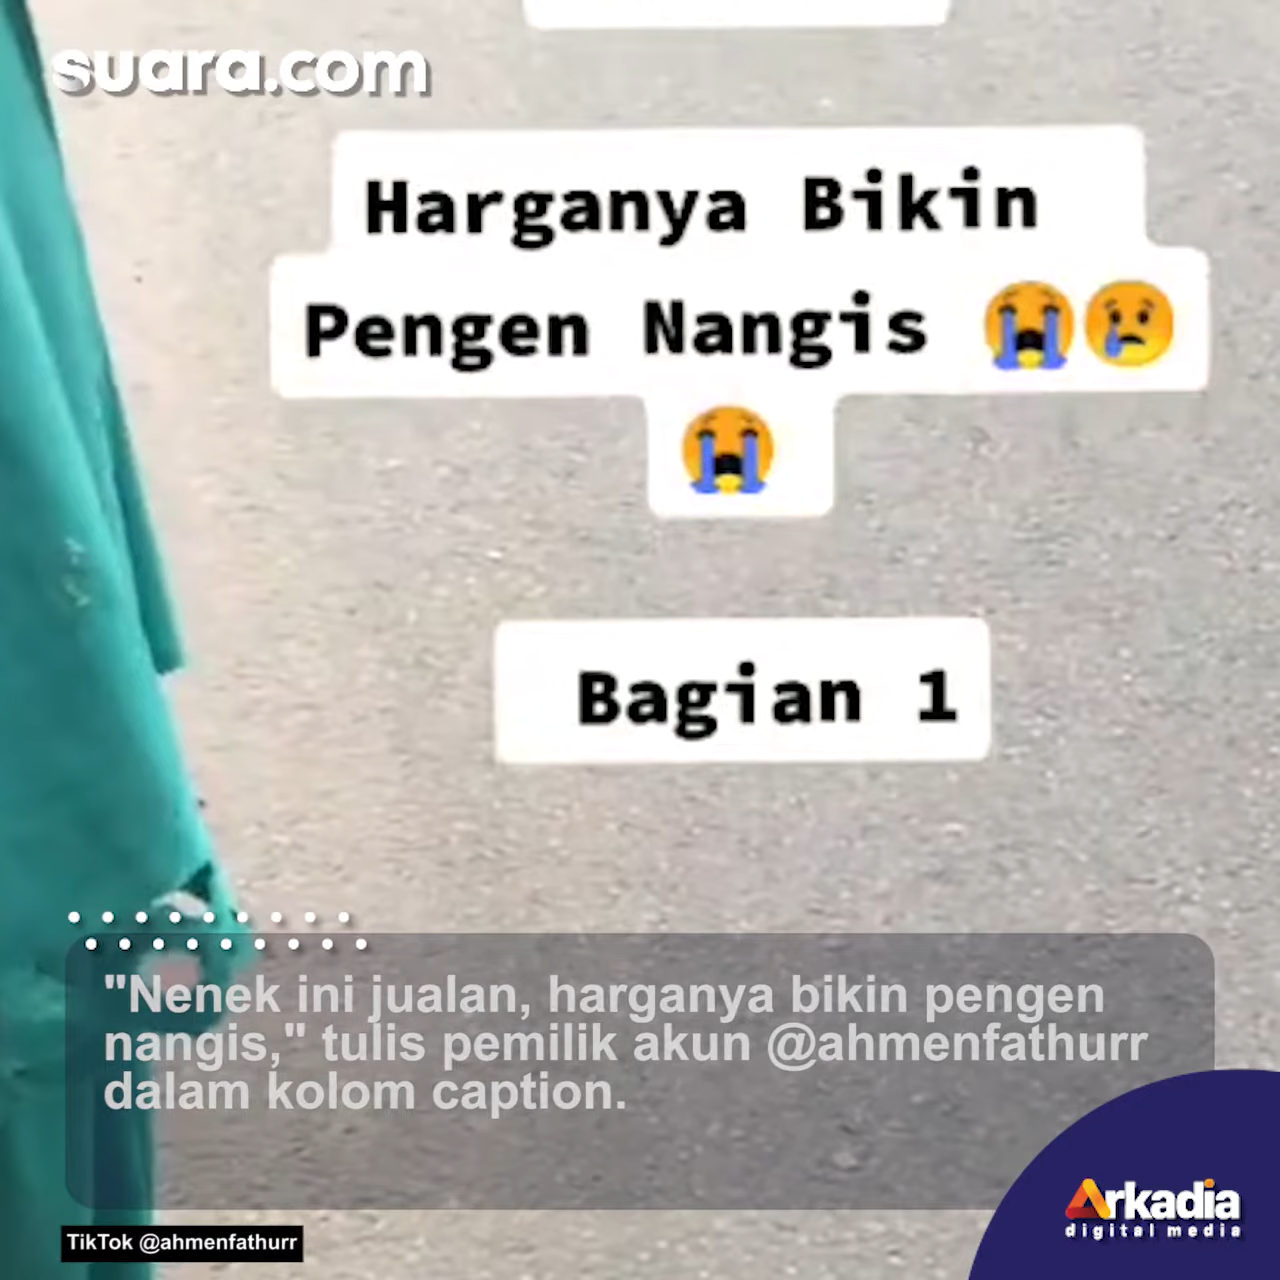 suara.com
Harganya Bikin
Pengen Nangis 😭😢
😭
Bagian 1
"Nenek ini jualan, harganya bikin pengen
nangis," tulis pemilik akun @ahmenfathurr
dalam kolom caption.
TikTok @ahmenfathurr
Arkadia
digital media